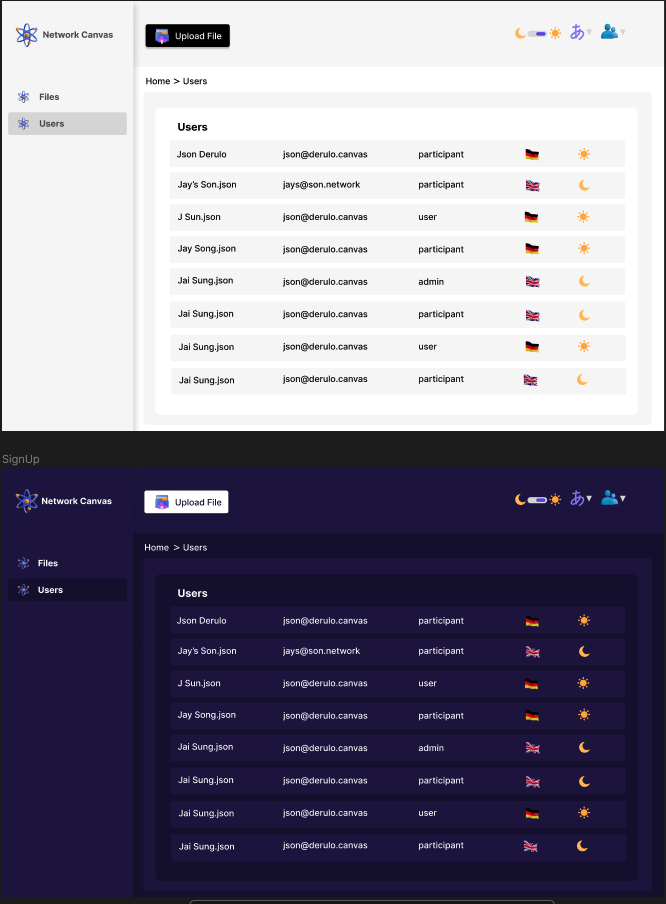 Network Canvas
Upload File
あ
Home > Users
Files
Users
Users
Json Derulo json@derulo.canvas participant
Jay's Son.json jays@son.network participant
J Sun.json json@derulo.canvas user
Jay Song.json json@derulo.canvas participant
Jai Sung.json json@derulo.canvas admin
Jai Sung.json json@derulo.canvas participant
Jai Sung.json json@derulo.canvas user
Jai Sung.json json@derulo.canvas participant
SignUp
Network Canvas
Upload File
あ
Home > Users
Files
Users
Users
Json Derulo json@derulo.canvas participant
Jay's Son.json jays@son.network participant
J Sun.json json@derulo.canvas user
Jay Song.json json@derulo.canvas participant
Jai Sung.json json@derulo.canvas admin
Jai Sung.json json@derulo.canvas participant
Jai Sung.json json@derulo.canvas user
Jai Sung.json json@derulo.canvas participant